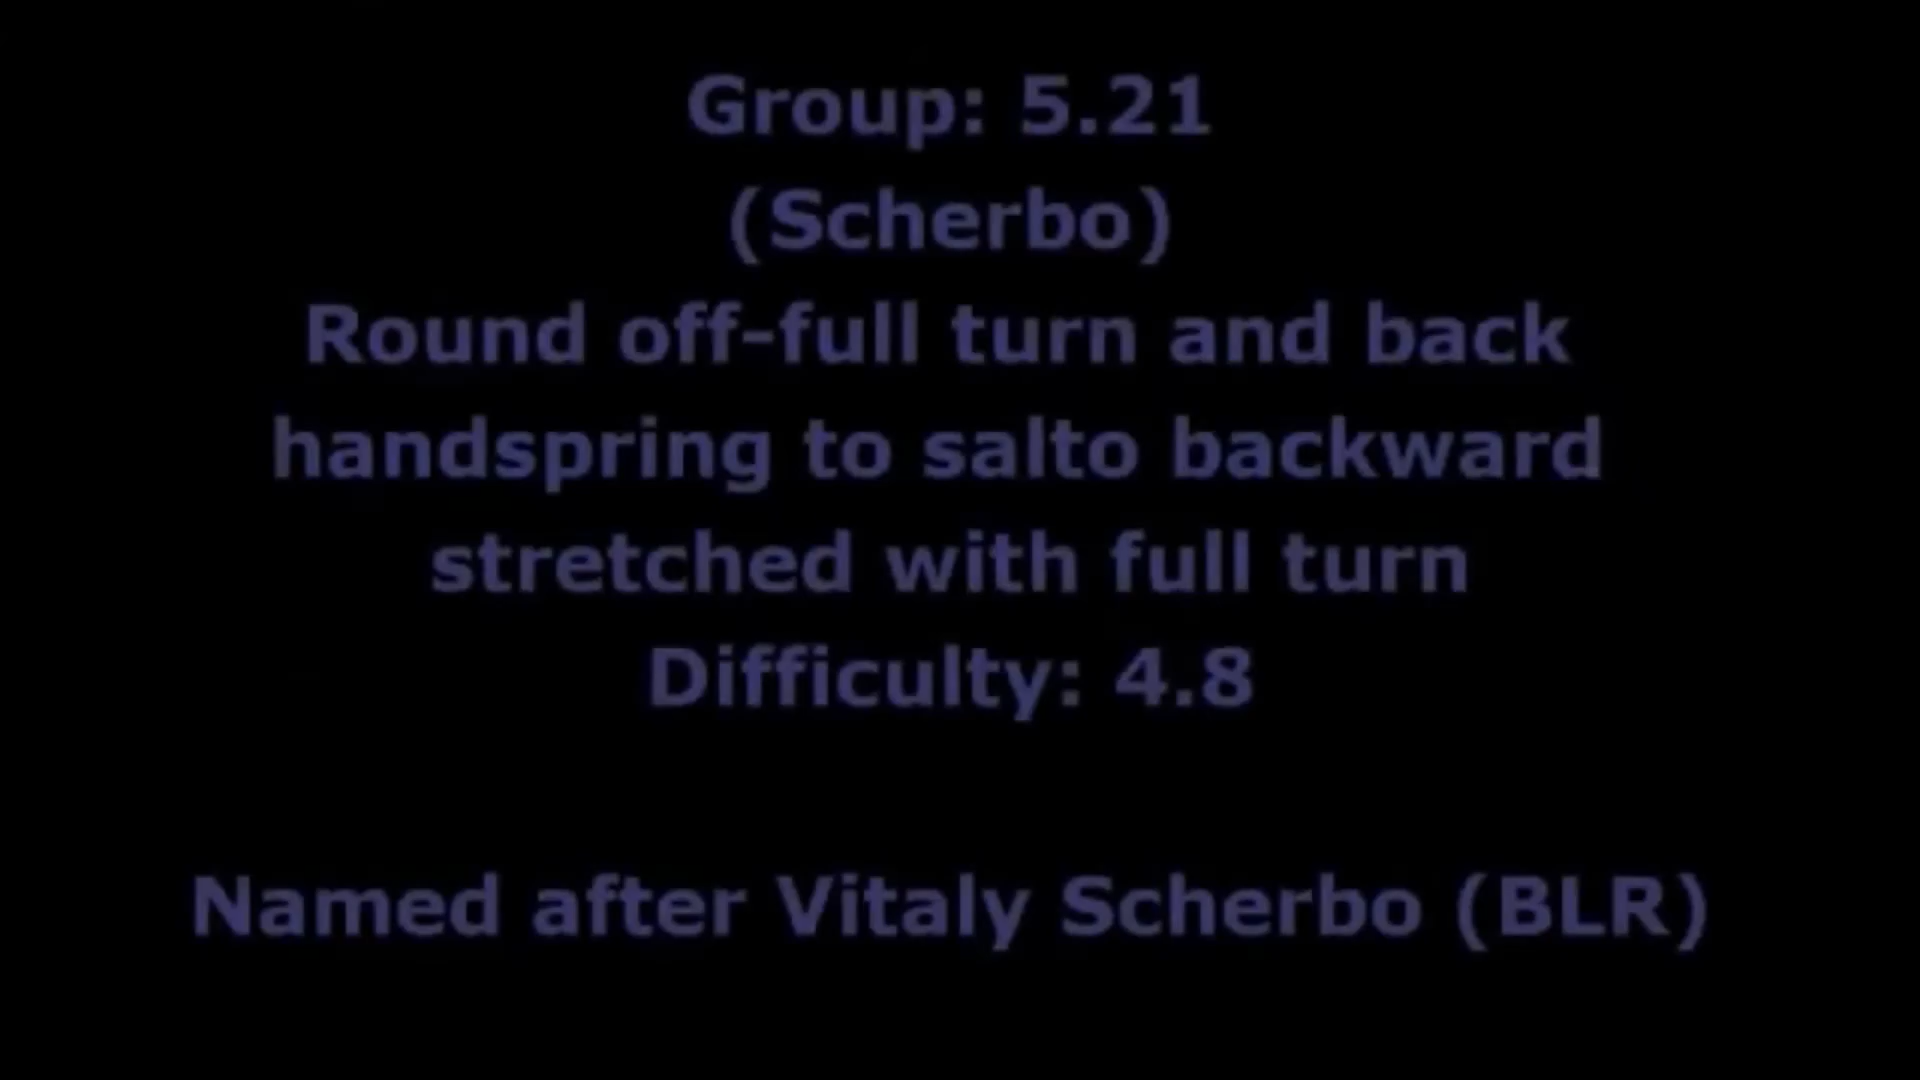 Group: 5.21
(Scherbo)
Round off-full turn and back
handspring to salto backward
stretched with full turn
Difficulty: 4.8
Named after Vitaly Scherbo (BLR)